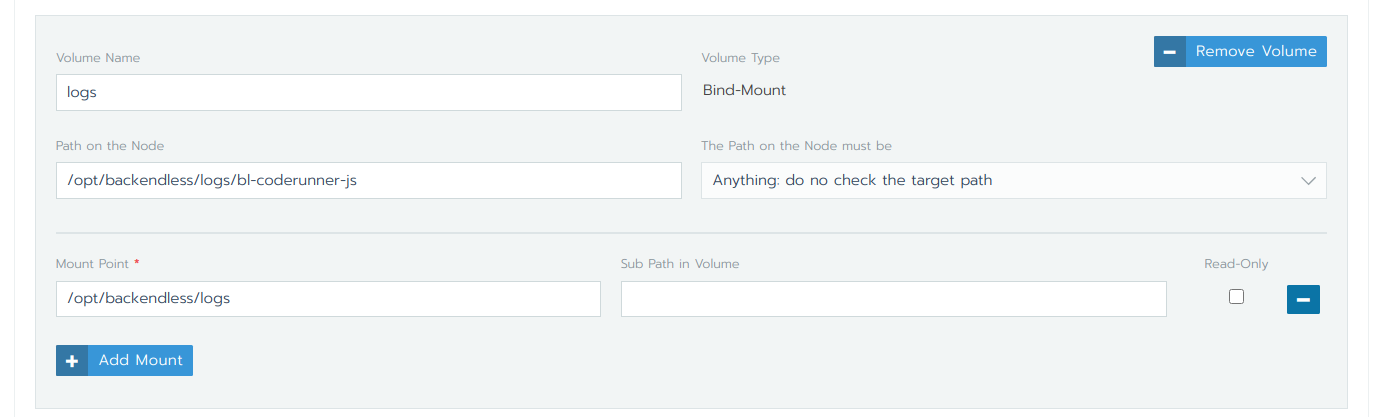 Volume Name
Volume Type
Remove Volume
logs
Bind-Mount
Path on the Node
The Path on the Node must be
/opt/backendless/logs/bl-coderunner-js
Anything: do no check the target path
Mount Point *
Sub Path in Volume
Read-Only
/opt/backendless/logs
Add Mount